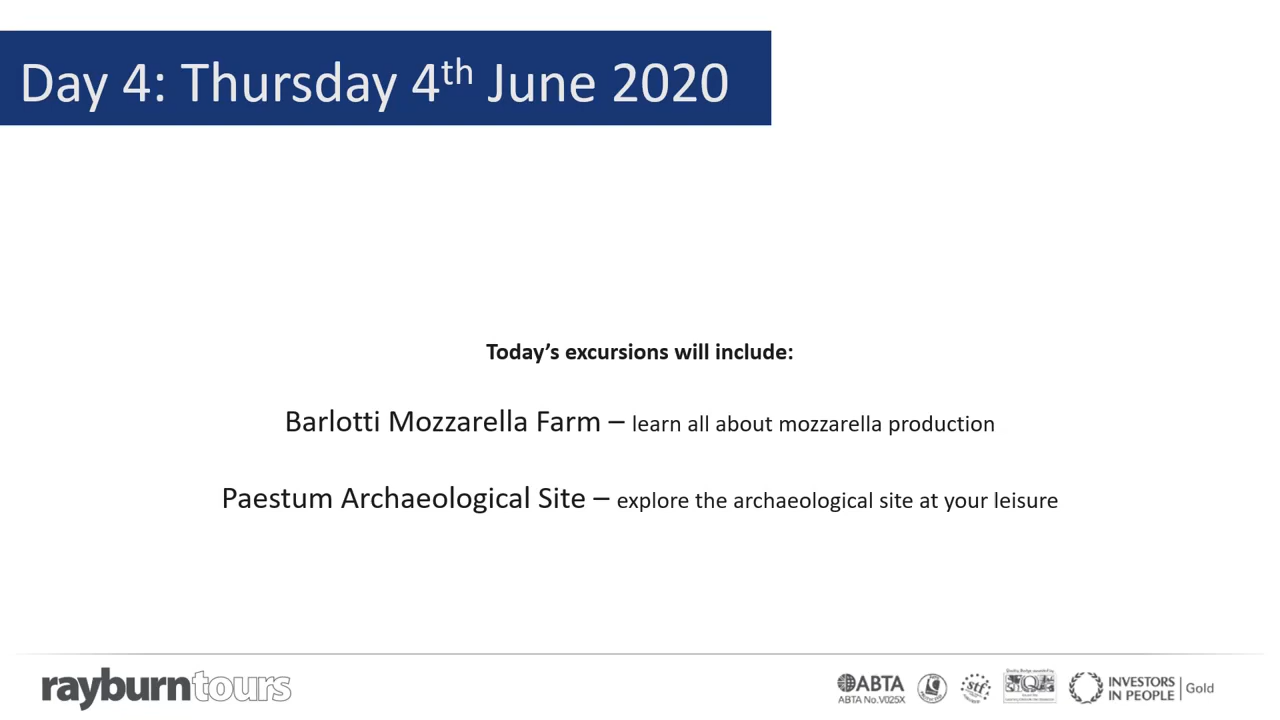 Day 4: Thursday 4th June 2020
Today's excursions will include:
Barlotti Mozzarella Farm – learn all about mozzarella production
Paestum Archaeological Site – explore the archaeological site at your leisure
rayburntours
ABTA
ABTA No.V025X
stf
INVESTORS
IN PEOPLE
Gold